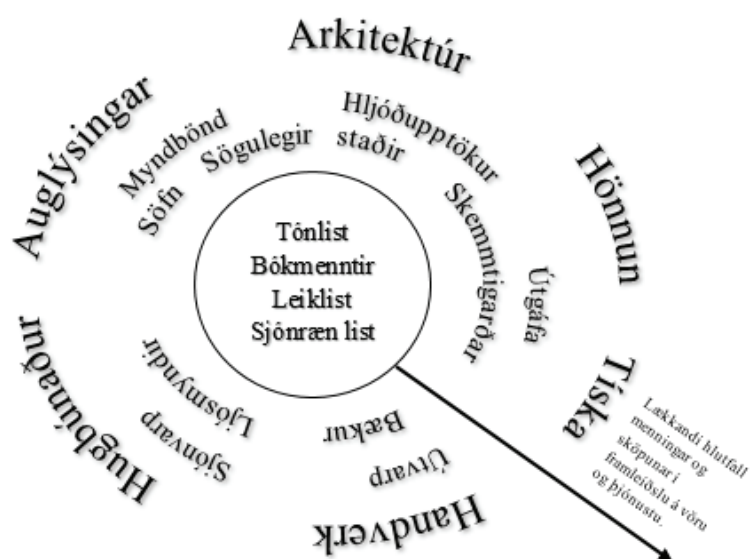 Arkitektúr
Auglýsingar
Myndbönd
Söfn
Sögulegir
staðir
Hljóðupptökur
Hönnun
Skemmtigarðar
Útgáfa
Tónlist
Bókmenntir
Leiklist
Sjónræn list
Hugbúnaður
Ljósmyndir
Sjónvarp
Bækur
Útvarp
Handverk
Tíska
Lækkandi hlutfall
menningar og
sköpunar í
framleiðslu á vöru
og þjónustu.